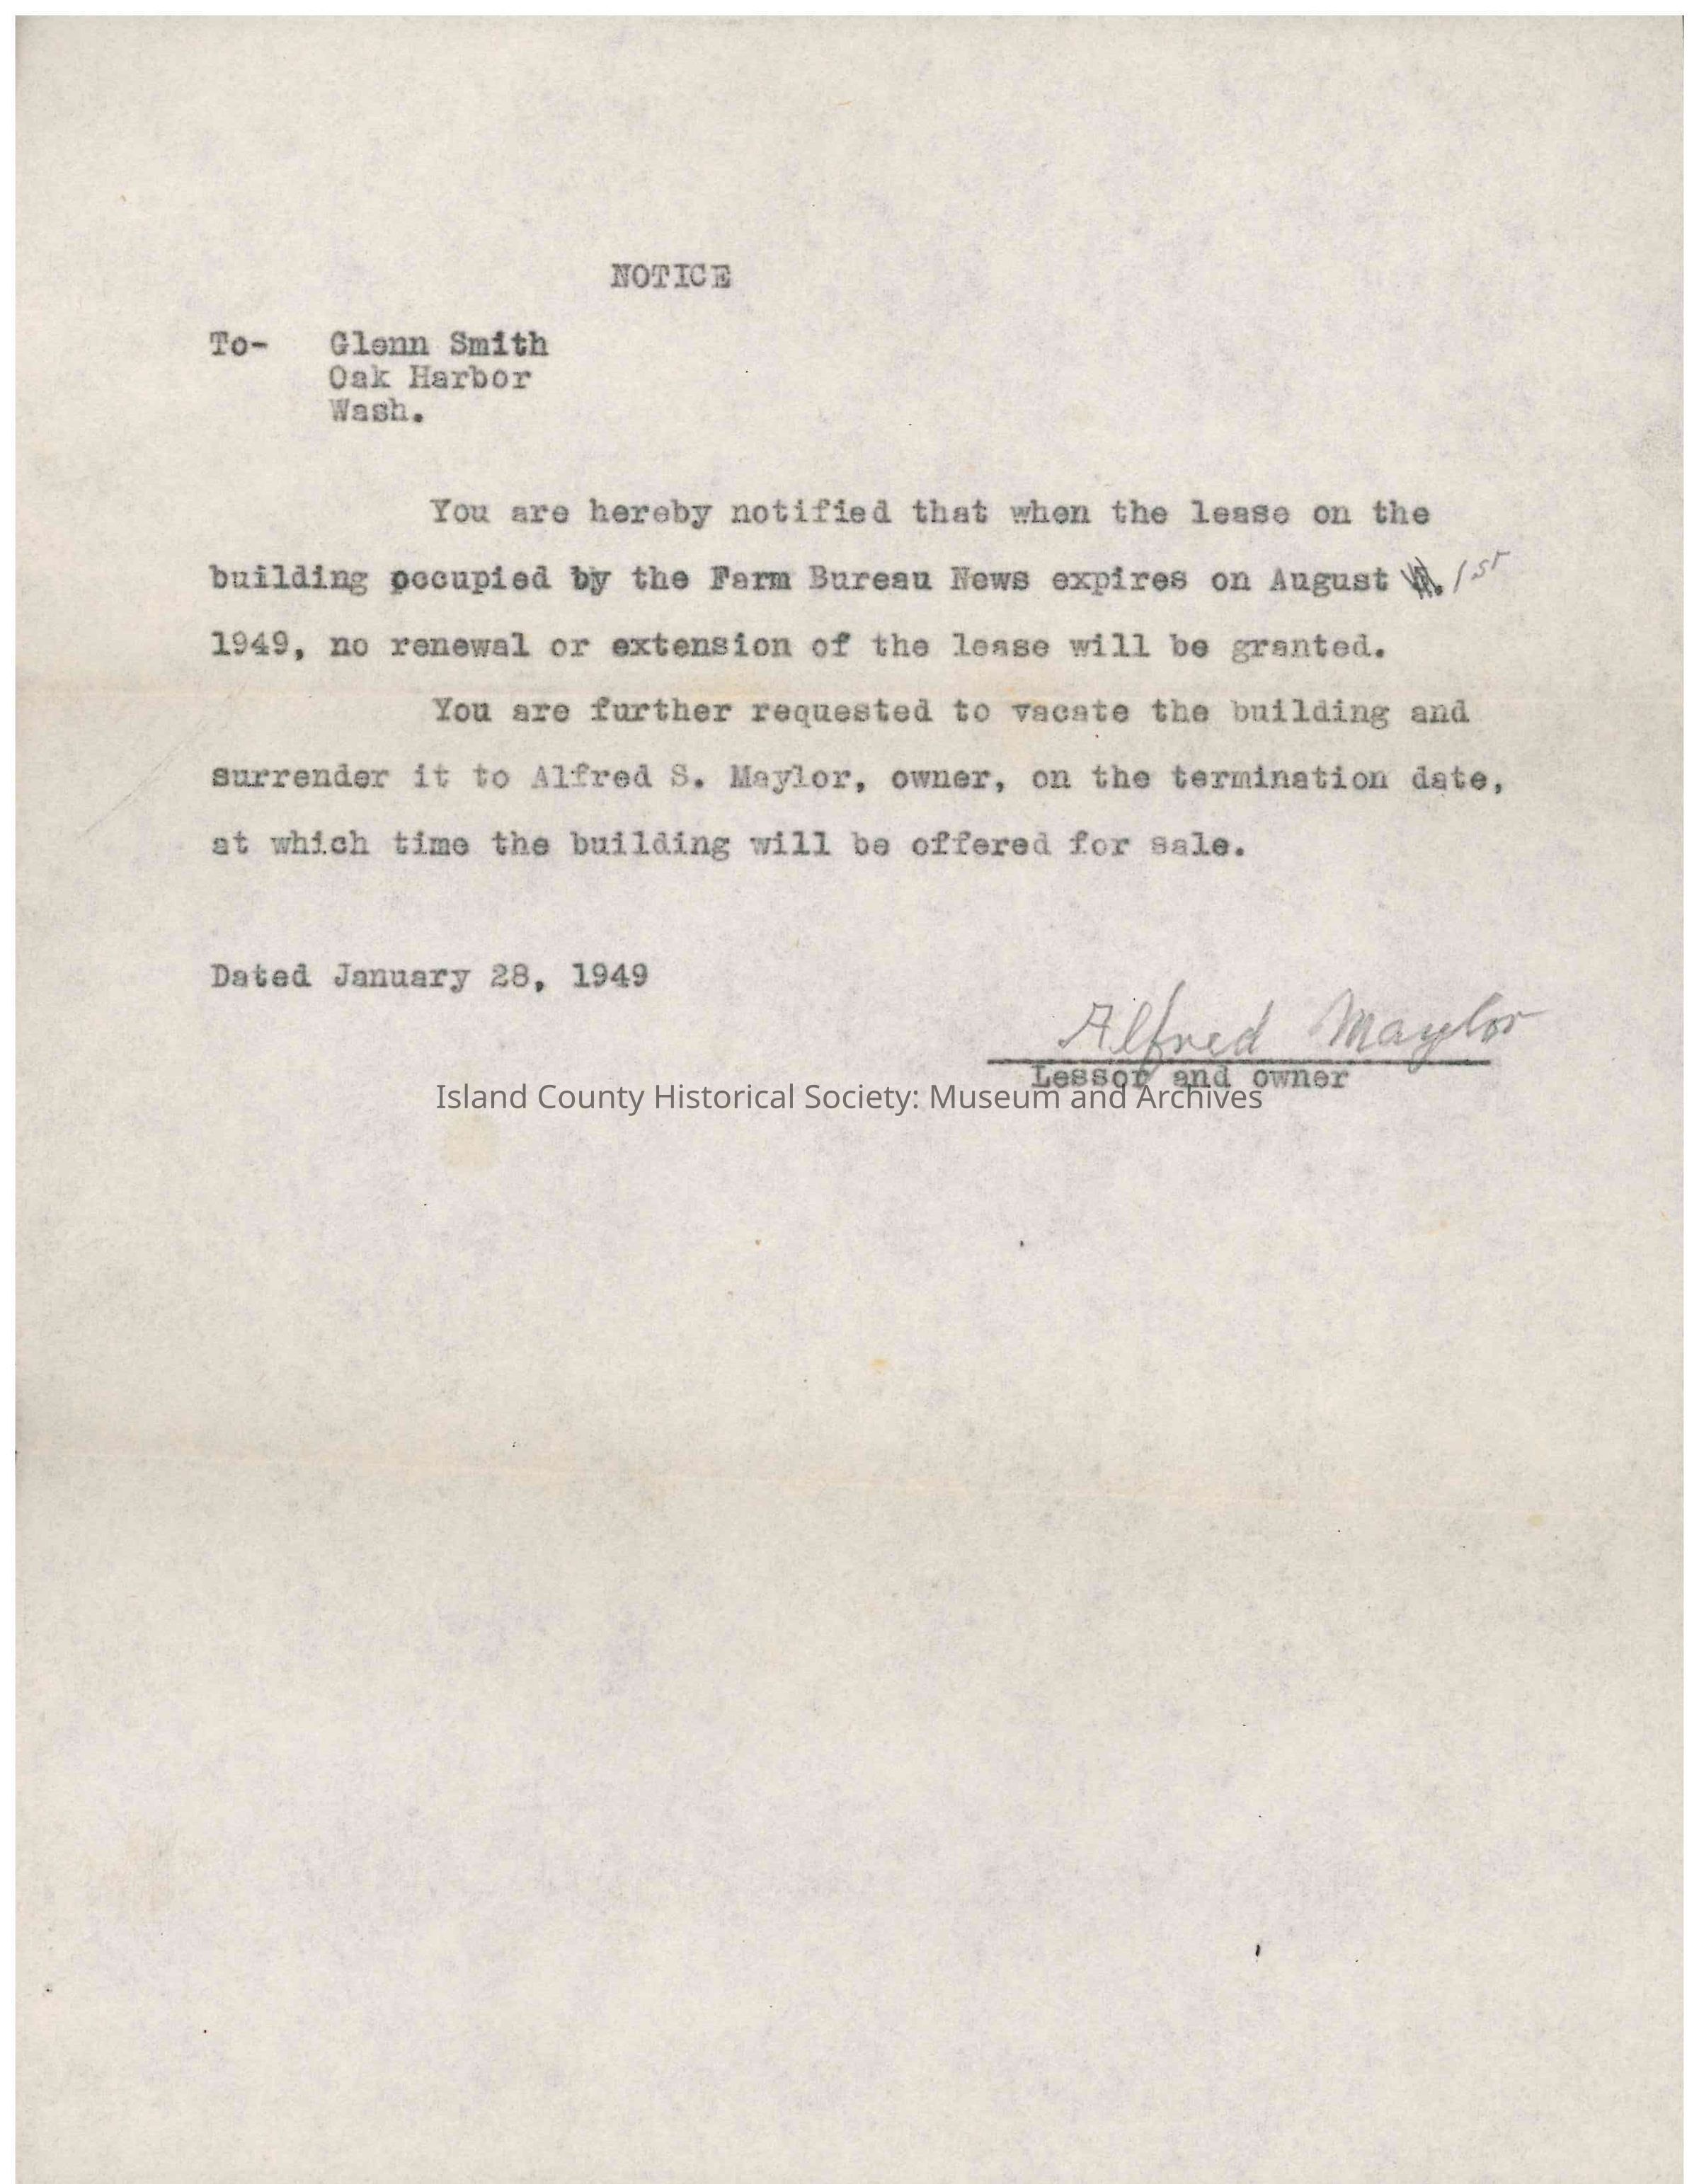 NOTICE
To- Glenn Smith
Oak Harbor
Wash.
You are hereby notified that when the lease on the
building occupied by the Farm Bureau News expires on August 1st
1949, no renewal or extension of the lease will be granted.
You are further requested to vacate the building and
surrender it to Alfred S. Maylor, owner, on the termination date,
at which time the building will be offered for sale.
Dated January 28, 1949
Alfred Maylor
Lessor and owner
Island County Historical Society: Museum and Archives